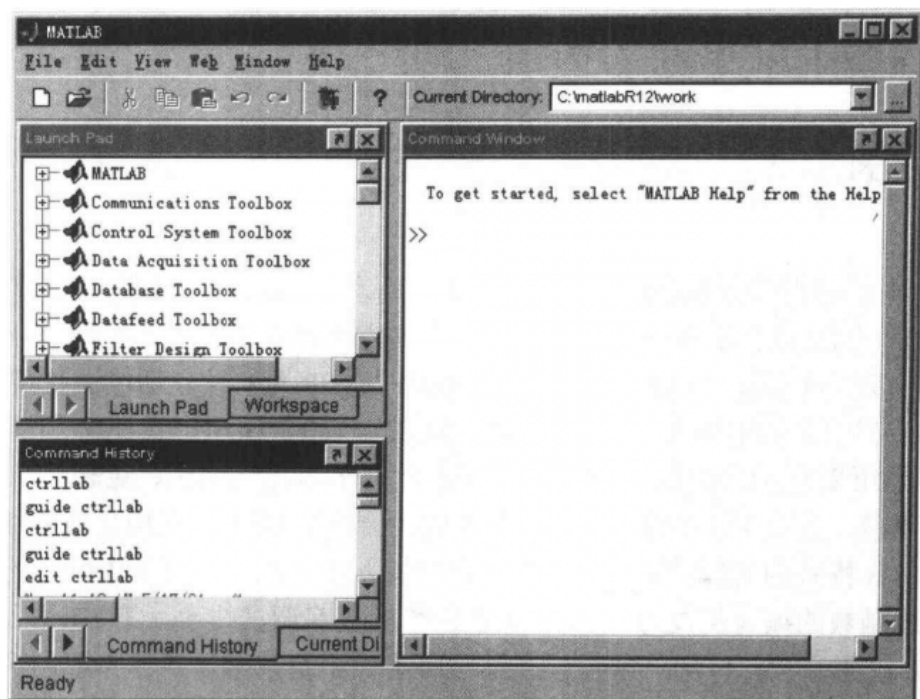 MATLAB
File Edit View Web Window Help
? Current Directory: C:\matlabR12\work ...
Launch Pad
MATLAB
Communications Toolbox
Control System Toolbox
Data Acquisition Toolbox
Database Toolbox
Datafeed Toolbox
Filter Design Toolbox
Launch Pad Workspace
Command History
ctrllab
guide ctrllab
ctrllab
guide ctrllab
edit ctrllab
Command History Current Di
Command Window
To get started, select "MATLAB Help" from the Help
>>
Ready